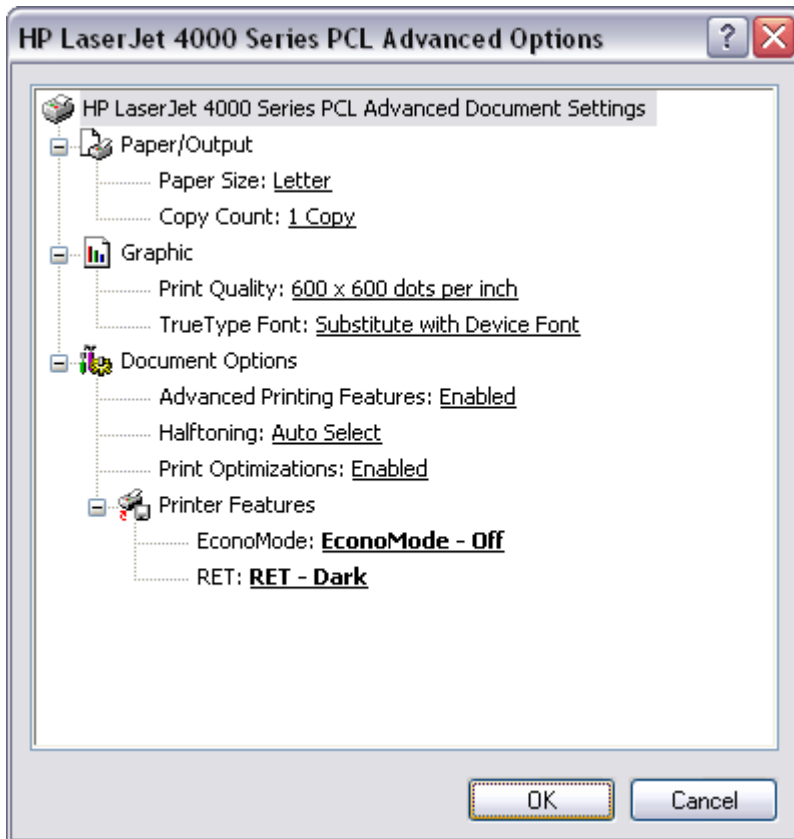 HP LaserJet 4000 Series PCL Advanced Options
HP LaserJet 4000 Series PCL Advanced Document Settings
Paper/Output
Paper Size: Letter
Copy Count: 1 Copy
Graphic
Print Quality: 600 x 600 dots per inch
TrueType Font: Substitute with Device Font
Document Options
Advanced Printing Features: Enabled
Halftoning: Auto Select
Print Optimizations: Enabled
Printer Features
EconoMode: EconoMode - Off
RET: RET - Dark
OK Cancel